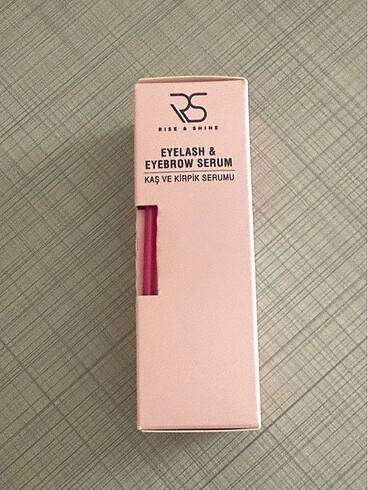 RS
RISE & SHINE
EYELASH &
EYEBROW SERUM
KAŞ VE KİRPİK SERUMU